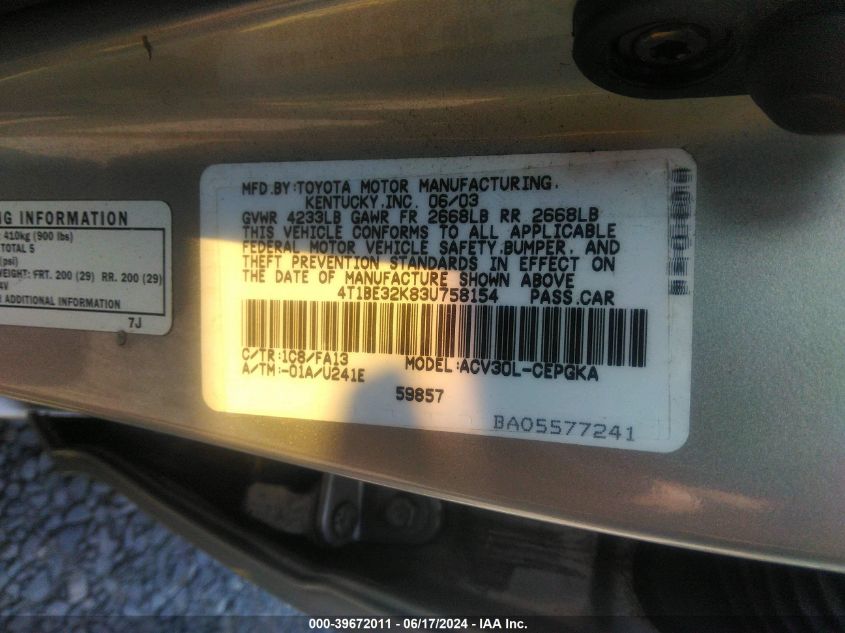 NG INFORMATION
: 410kg (900 lbs)
TOTAL 5
(psi)
WEIGHT: FRT. 200 (29) RR. 200 (29)
4V
R ADDITIONAL INFORMATION
7J
MFD.BY:TOYOTA MOTOR MANUFACTURING,
KENTUCKY,INC. 06/03
GVWR 4233LB GAWR FR 2668LB RR 2668LB
THIS VEHICLE CONFORMS TO ALL APPLICABLE
FEDERAL MOTOR VEHICLE SAFETY,BUMPER, AND
THEFT PREVENTION STANDARDS IN EFFECT ON
THE DATE OF MANUFACTURE SHOWN ABOVE
4T1BE32K83U758154 PASS.CAR
C/TR:1C8/FA13 MODEL:ACV30L-CEPGKA
A/TM:-01A/U241E
59857
BA05577241
000-39672011 - 06/17/2024 - IAA Inc.